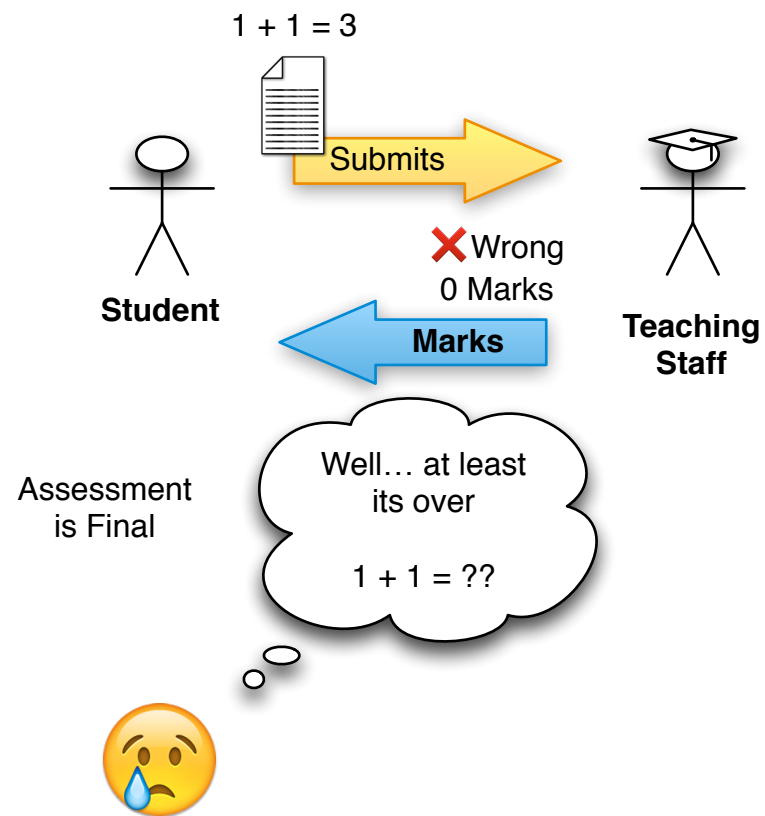 1 + 1 = 3
Submits
❌ Wrong
0 Marks
Student
Marks
Teaching
Staff
Well… at least
its over
Assessment
is Final
1 + 1 = ??